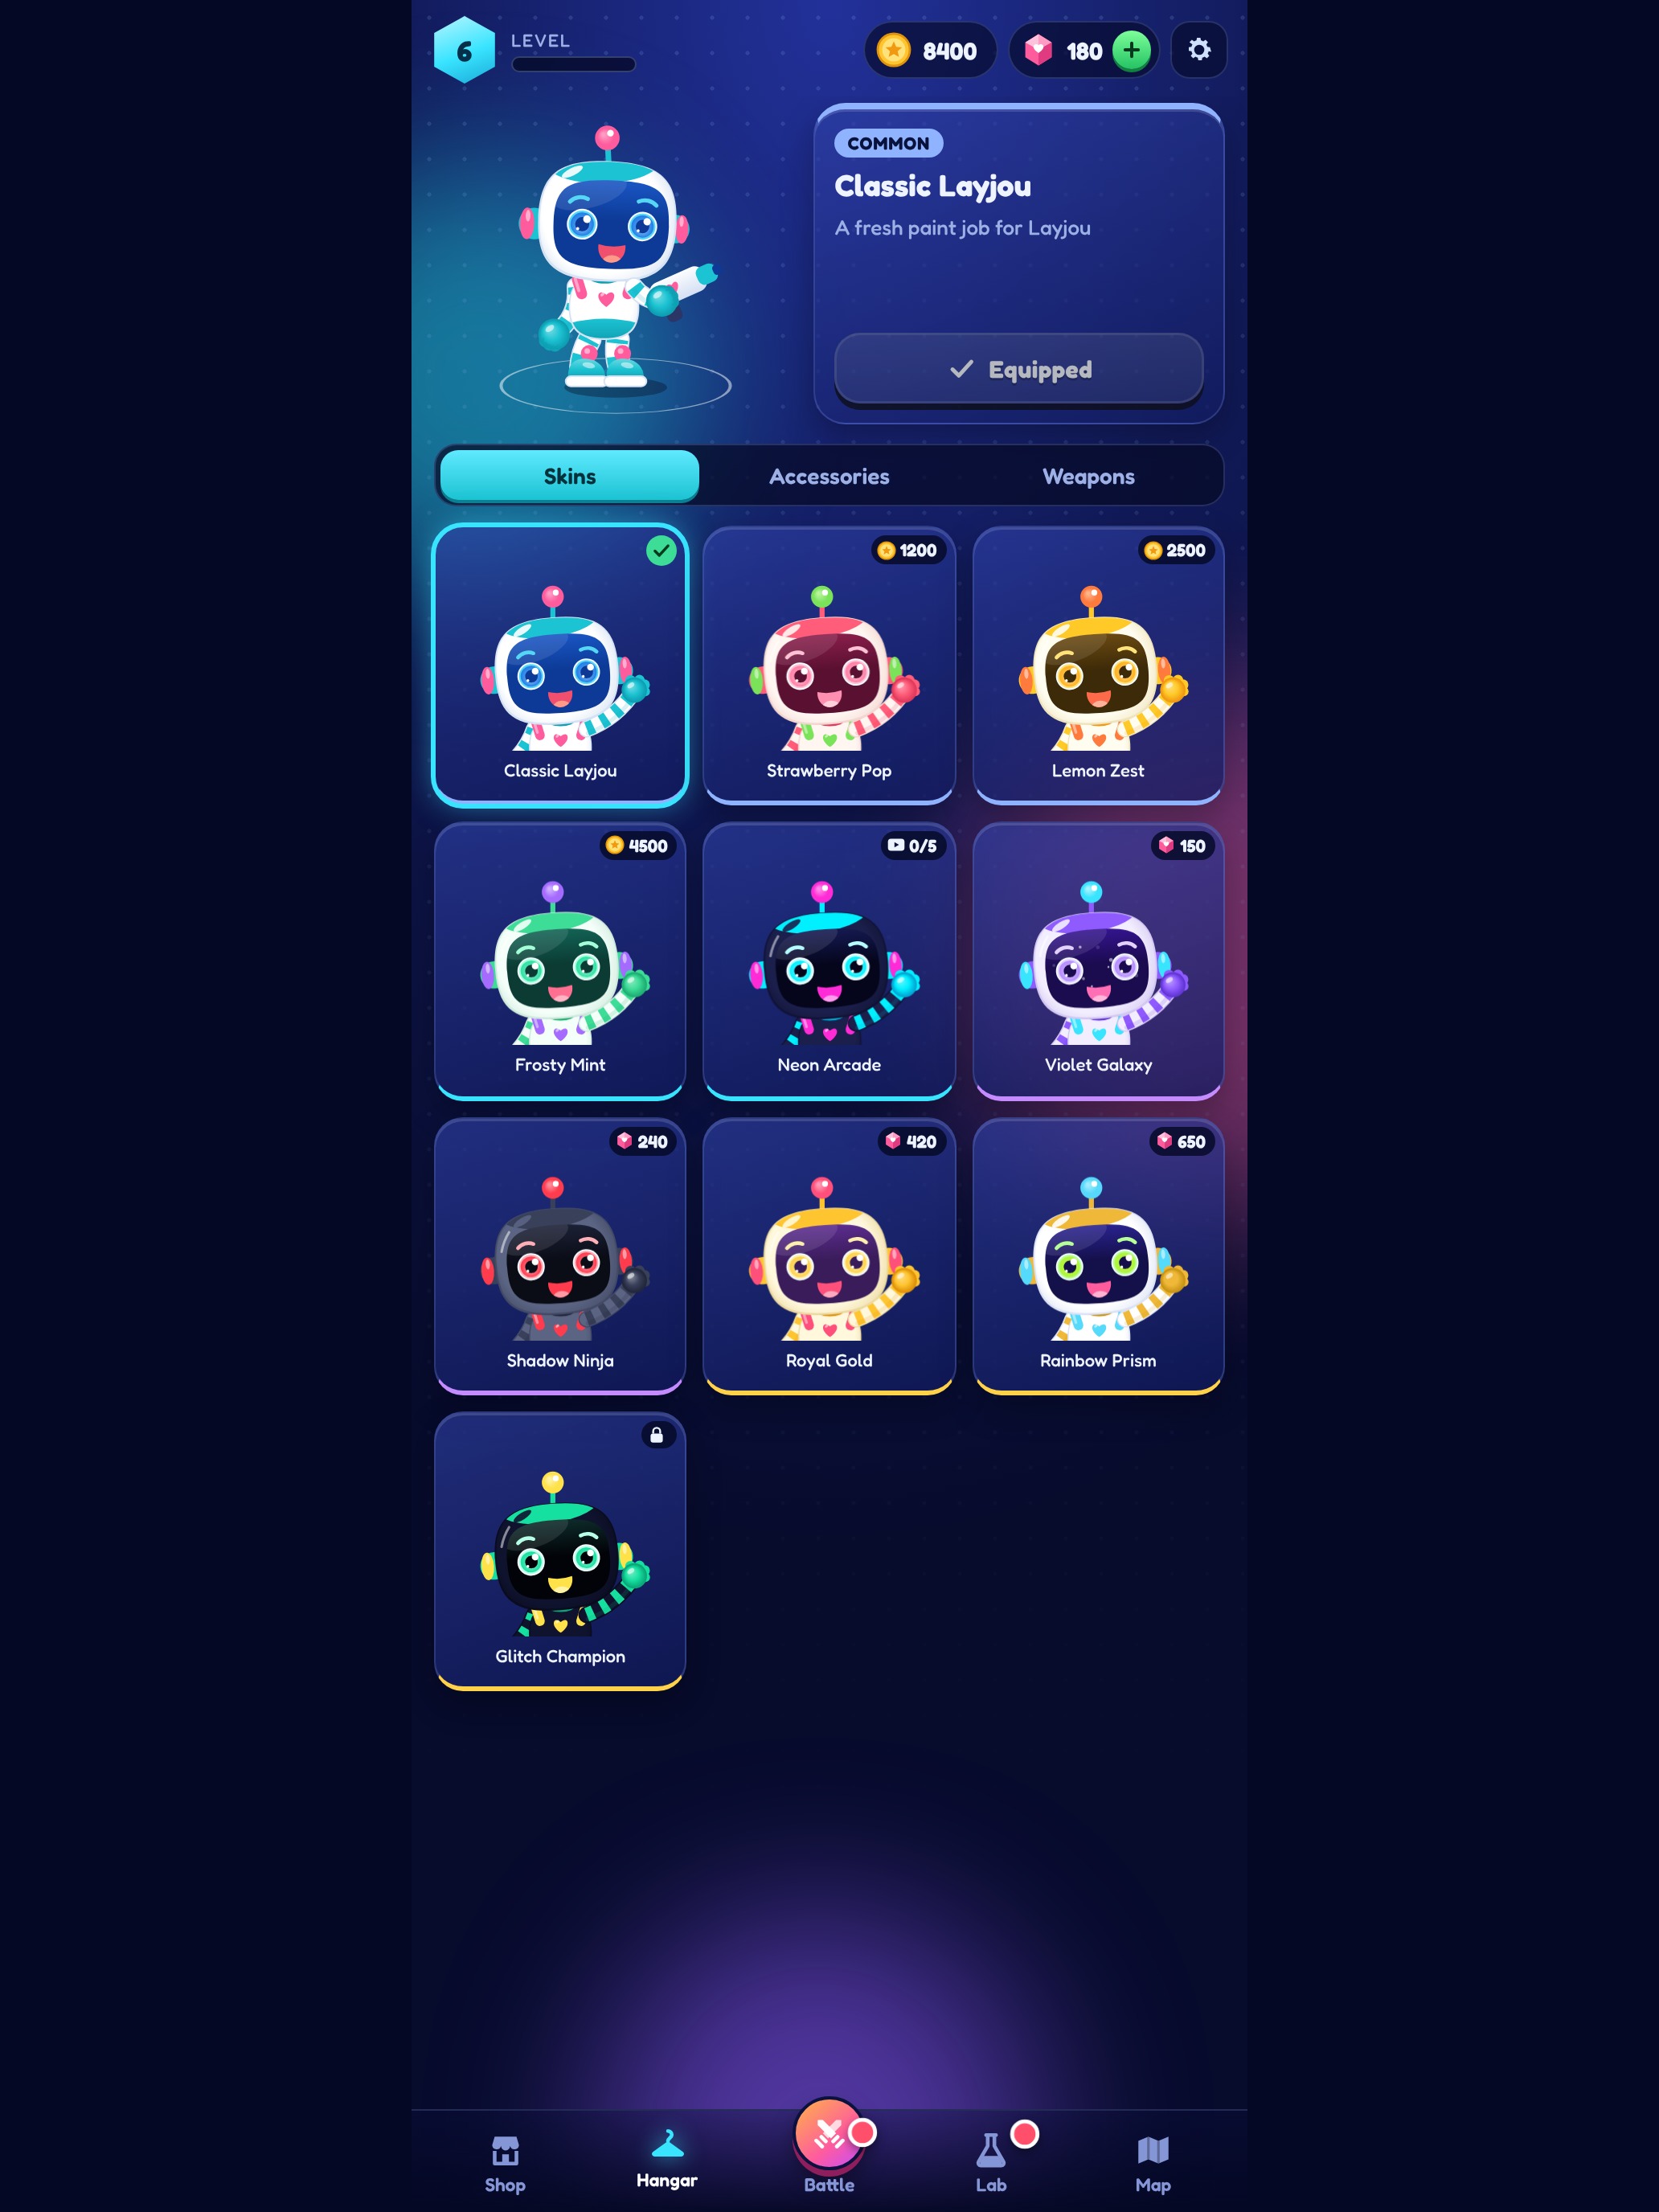 6
LEVEL
8400
180
COMMON
Classic Layjou
A fresh paint job for Layjou
Equipped
Skins
Accessories
Weapons
1200
2500
Classic Layjou
Strawberry Pop
Lemon Zest
4500
0/5
150
Frosty Mint
Neon Arcade
Violet Galaxy
240
420
650
Shadow Ninja
Royal Gold
Rainbow Prism
Glitch Champion
Shop
Hangar
Battle
Lab
Map